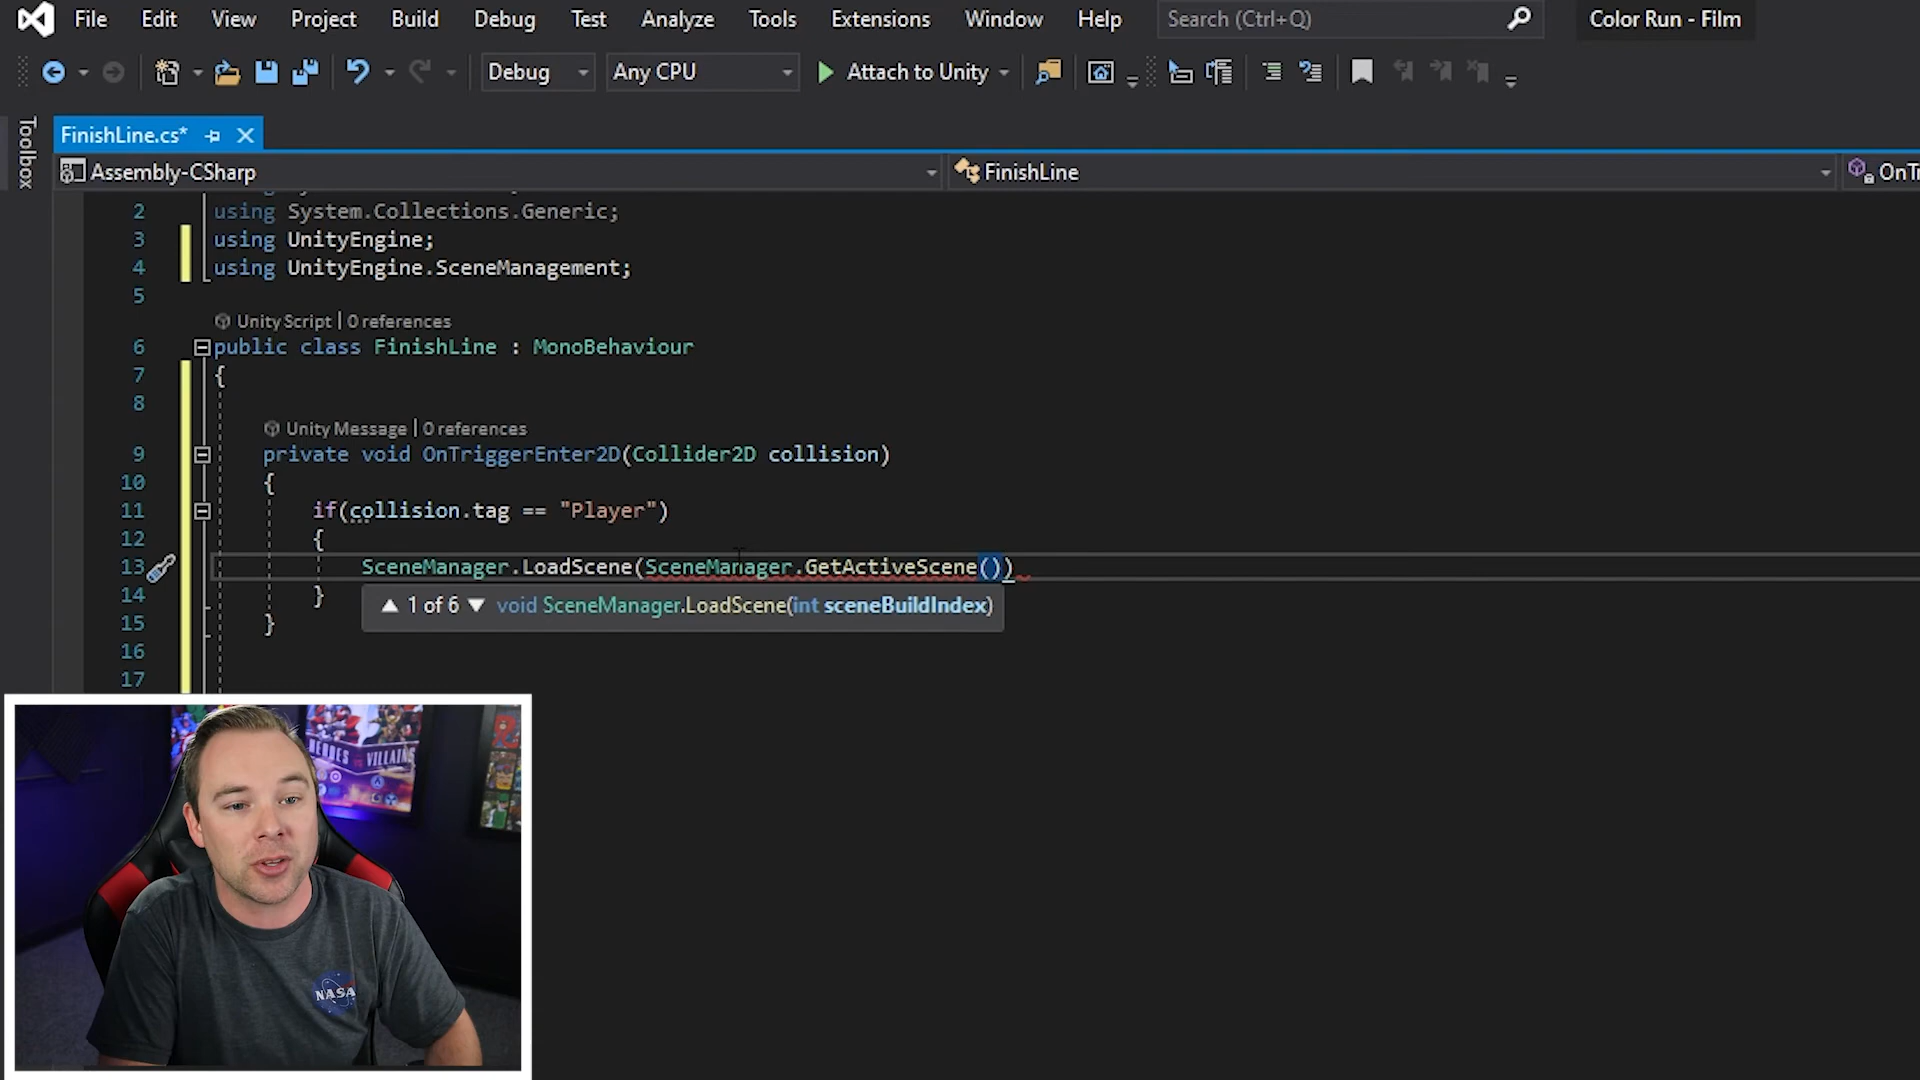 File Edit View Project Build Debug Test Analyze Tools Extensions Window Help Search (Ctrl+Q) Color Run - Film
Debug Any CPU Attach to Unity
Toolbox
FinishLine.cs*
Assembly-CSharp FinishLine
2 using System.Collections.Generic;
3 using UnityEngine;
4 using UnityEngine.SceneManagement;
5
Unity Script | 0 references
6 public class FinishLine : MonoBehaviour
7 {
8
Unity Message | 0 references
9 private void OnTriggerEnter2D(Collider2D collision)
10 {
11 if(collision.tag == "Player")
12 {
13 SceneManager.LoadScene(SceneManager.GetActiveScene())
14 }
1 of 6 void SceneManager.LoadScene(int sceneBuildIndex)
15 }
16
17
HEROES
VILLAINS
NASA